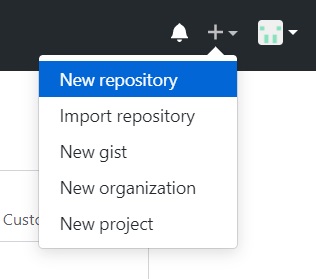 New repository
Import repository
New gist
New organization
Custo
New project